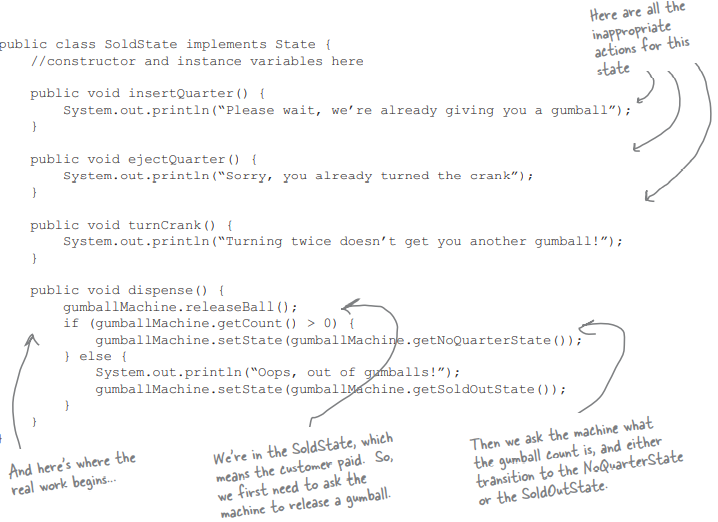 Here are all the
inappropriate
actions for this
state
public class SoldState implements State {
//constructor and instance variables here
public void insertQuarter() {
System.out.println(“Please wait, we’re already giving you a gumball”);
}
public void ejectQuarter() {
System.out.println(“Sorry, you already turned the crank”);
}
public void turnCrank() {
System.out.println(“Turning twice doesn’t get you another gumball!”);
}
public void dispense() {
gumballMachine.releaseBall();
if (gumballMachine.getCount() > 0) {
gumballMachine.setState(gumballMachine.getNoQuarterState());
} else {
System.out.println(“Oops, out of gumballs!”);
gumballMachine.setState(gumballMachine.getSoldOutState());
}
}
}
And here's where the
real work begins...
We're in the SoldState, which
means the customer paid. So,
we first need to ask the
machine to release a gumball.
Then we ask the machine what
the gumball count is, and either
transition to the NoQuarterState
or the SoldOutState.